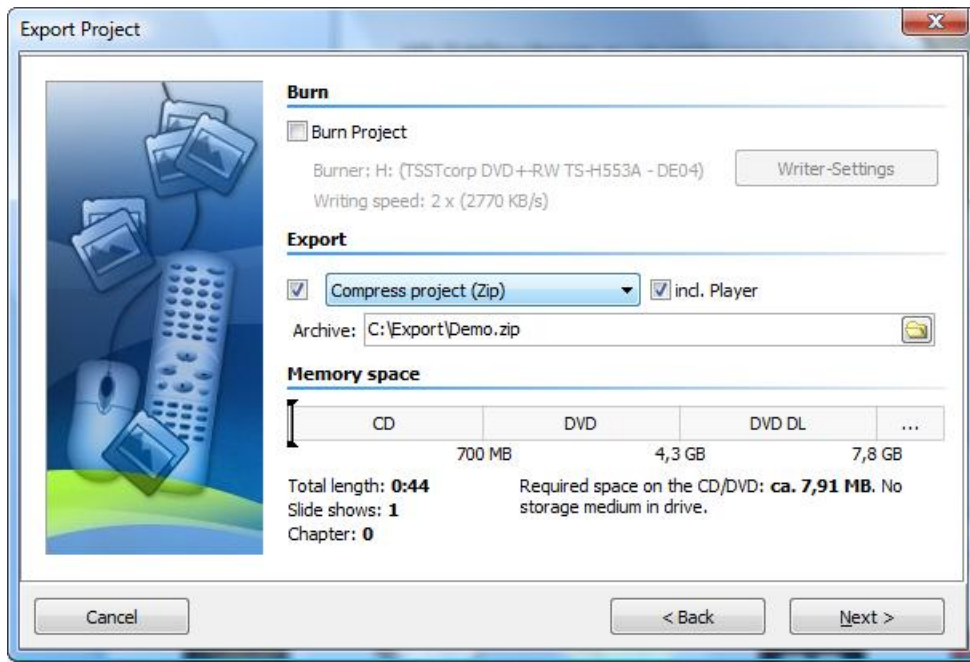 Export Project
Burn
Burn Project
Burner: H: (TSSTcorp DVD+-RW TS-H553A - DE04)
Writer-Settings
Writing speed: 2 x (2770 KB/s)
Export
Compress project (Zip)
incl. Player
Archive: C:\Export\Demo.zip
Memory space
CD DVD DVD DL ...
700 MB 4,3 GB 7,8 GB
Total length: 0:44
Slide shows: 1
Chapter: 0
Required space on the CD/DVD: ca. 7,91 MB. No
storage medium in drive.
Cancel
< Back
Next >